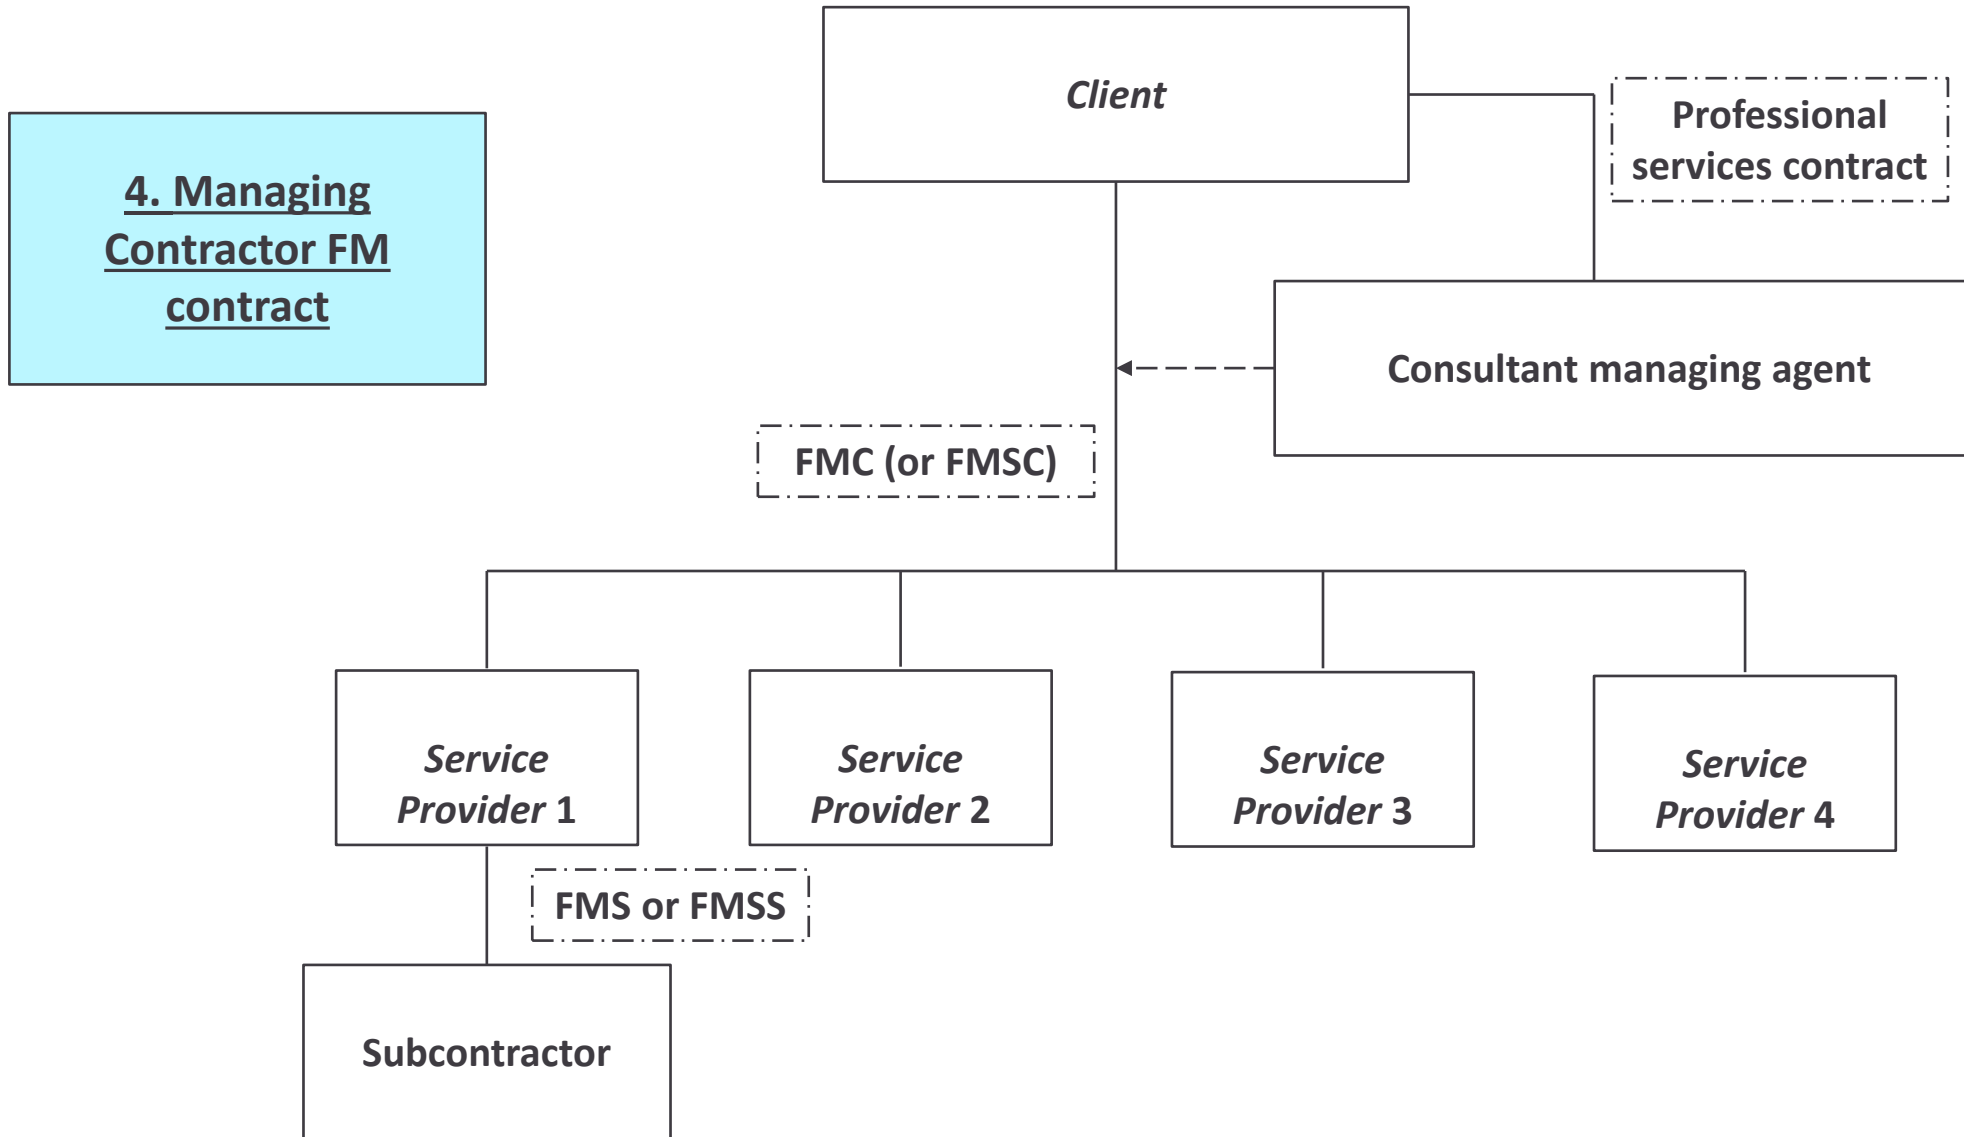 Client
Professional
services contract
4. Managing
Contractor FM
contract
Consultant managing agent
FMC (or FMSC)
Service
Provider 1
Service
Provider 2
Service
Provider 3
Service
Provider 4
FMS or FMSS
Subcontractor